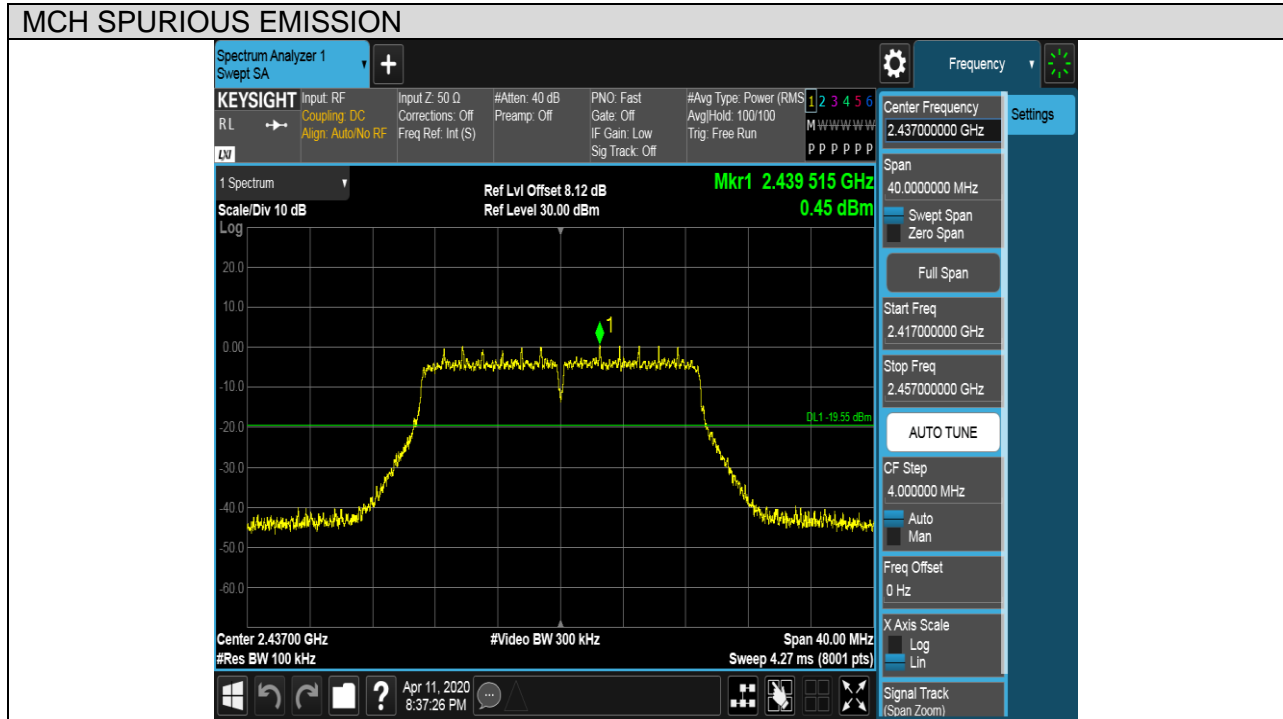 MCH SPURIOUS EMISSION
Spectrum Analyzer 1
Swept SA
+
Frequency
KEYSIGHT
RL
LXI
Input: RF
Coupling: DC
Align: Auto/No RF
Input Z: 50 Ω
Corrections: Off
Freq Ref: Int (S)
#Atten: 40 dB
Preamp: Off
PNO: Fast
Gate: Off
IF Gain: Low
Sig Track: Off
#Avg Type: Power (RMS
Avg|Hold: 100/100
Trig: Free Run
1 2 3 4 5 6
M W W W W W
P P P P P P
1 Spectrum
Scale/Div 10 dB
Log
Ref Lvl Offset 8.12 dB
Ref Level 30.00 dBm
Mkr1 2.439 515 GHz
0.45 dBm
20.0
10.0
0.00
-10.0
-20.0
-30.0
-40.0
-50.0
-60.0
1
DL1 -19.55 dBm
Center 2.43700 GHz
#Res BW 100 kHz
#Video BW 300 kHz
Span 40.00 MHz
Sweep 4.27 ms (8001 pts)
Center Frequency
2.437000000 GHz
Settings
Span
40.0000000 MHz
Swept Span
Zero Span
Full Span
Start Freq
2.417000000 GHz
Stop Freq
2.457000000 GHz
AUTO TUNE
CF Step
4.000000 MHz
Auto
Man
Freq Offset
0 Hz
X Axis Scale
Log
Lin
Signal Track
(Span Zoom)
?
Apr 11, 2020
8:37:26 PM